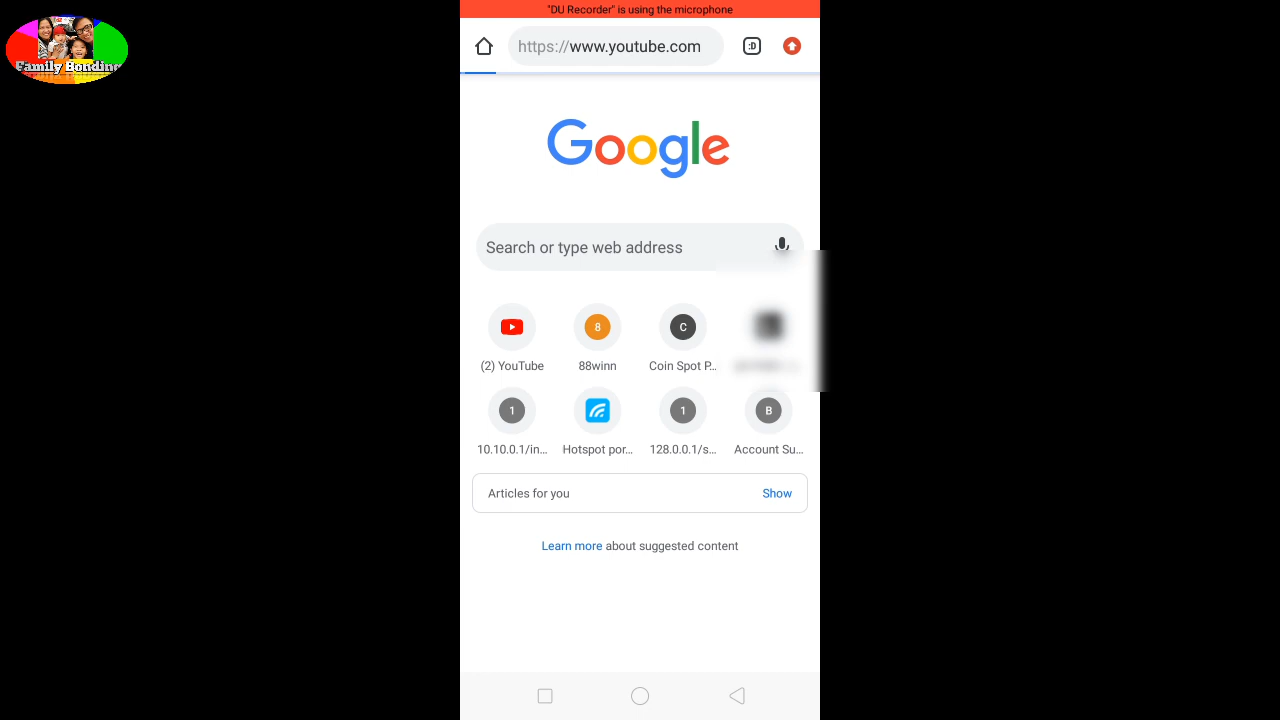 "DU Recorder" is using the microphone
Family Bonding
https://www.youtube.com
:D
Google
Search or type web address
8
C
(2) YouTube
88winn
Coin Spot P...
1
1
B
10.10.0.1/in...
Hotspot por...
128.0.0.1/s...
Account Su...
Articles for you
Show
Learn more about suggested content